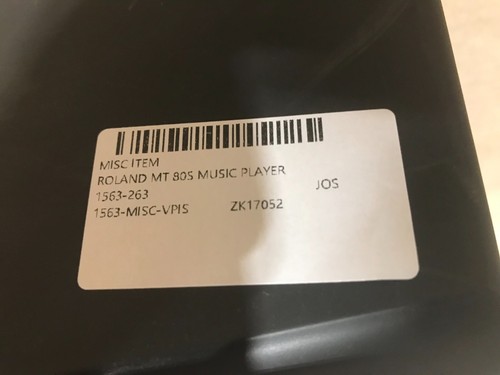 MISC ITEM
ROLAND MT 80S MUSIC PLAYER
1563-263 JOS
1563-MISC-VPIS ZK17052